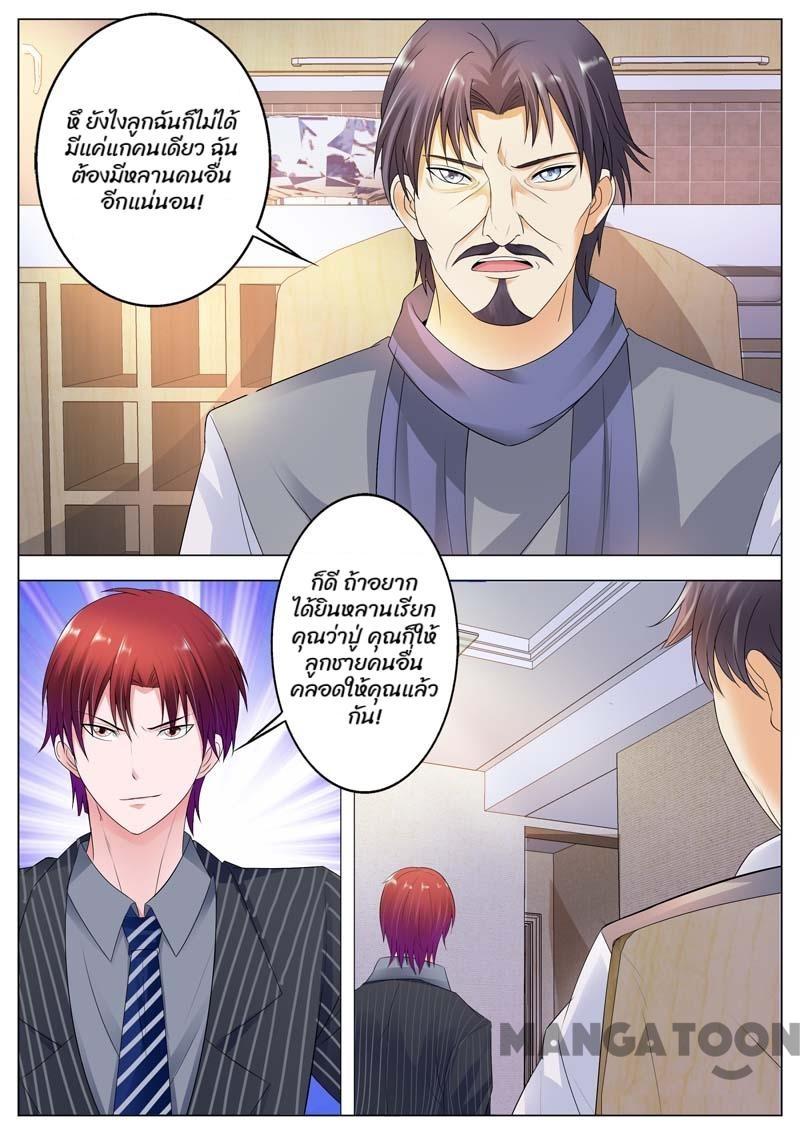 หึ ยังไงลูกฉันก็ไม่ได้
มีแค่แกคนเดียว ฉัน
ต้องมีหลานคนอื่น
อีกแน่นอน!
ก็ดี ถ้าอยาก
ได้ยินหลานเรียก
คุณว่าปู่ คุณก็ให้
ลูกชายคนอื่น
คลอดให้คุณแล้ว
กัน!
MANGATOON